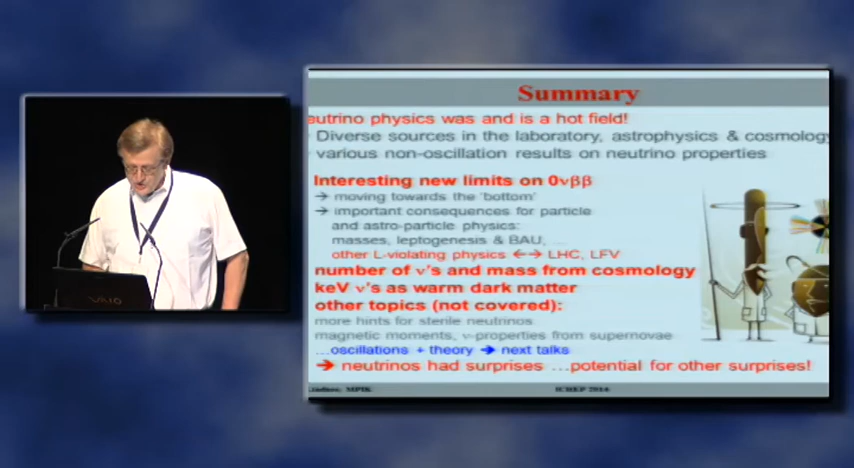 Summary
eutrino physics was and is a hot field!
Diverse sources in the laboratory, astrophysics & cosmology
various non-oscillation results on neutrino properties
Interesting new limits on 0νββ
→ moving towards the 'bottom'
→ important consequences for particle
and astro-particle physics:
masses, leptogenesis & BAU, ...
other L-violating physics ←→ LHC, LFV
number of ν's and mass from cosmology
keV ν's as warm dark matter
other topics (not covered):
more hints for sterile neutrinos
magnetic moments, ν-properties from supernovae
...oscillations + theory → next talks
→ neutrinos had surprises ...potential for other surprises!
Lindner, MPIK
ICHEP 2014
VAIO